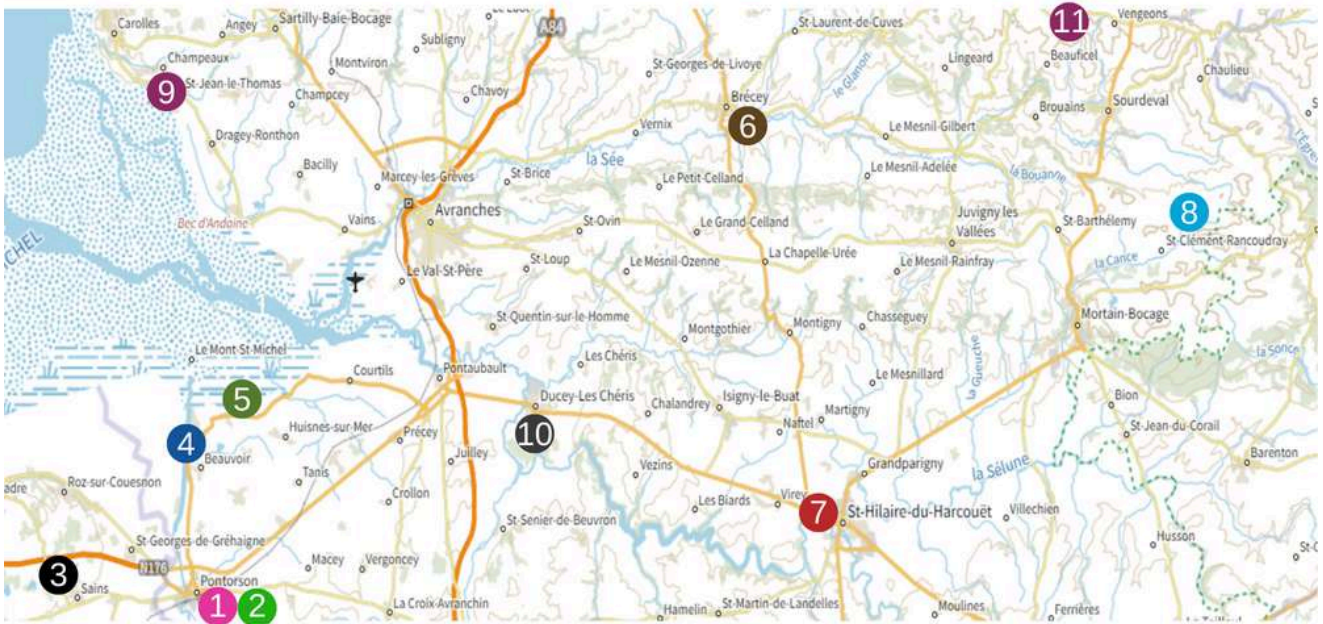 Carolles
Angey
Sartilly-Baie-Bocage
Subligny
A84
St-Laurent-de-Cuves
11
Vengeons
Champeaux
Montviron
St-Georges-de-Livoye
le Glanon
Lingeard
Beauficel
Chaulieu
9
St-Jean-le-Thomas
Champcey
Chavoy
Brécey
Brouains
Sourdeval
Dragey-Ronthon
Vernix
6
Le Mesnil-Gilbert
Bacilly
la Sée
Marcey-les-Grèves
St-Brice
Le Petit-Celland
Le Mesnil-Adelée
la Bouanne
Bec d'Andaine
Vains
Avranches
St-Ovin
Le Grand-Celland
Juvigny les
Vallées
St-Barthélemy
8
St-Clément-Rancoudray
Le Val-St-Père
St-Loup
Le Mesnil-Ozenne
La Chapelle-Urée
Le Mesnil-Rainfray
la Cance
St-Quentin-sur-le-Homme
Montgothier
Montigny
Chasseguey
Mortain-Bocage
Le Mont-St-Michel
Courtils
Pontaubault
Les Chéris
la Gueuche
la Sonce
5
Ducey-Les Chéris
Chalandrey
Isigny-le-Buat
Le Mesnillard
Bion
4
Huisnes-sur-Mer
Précey
10
Naftel
Martigny
St-Jean-du-Corail
Beauvoir
Juilley
Vezins
Grandparigny
la Sélune
Barenton
Roz-sur-Couesnon
Tanis
Crollon
Les Biards
Virey
7
St-Hilaire-du-Harcouët
Villechien
St-Senier-de-Beuvron
Husson
St-Georges-de-Gréhaigne
N176
Macey
Vergoncey
3
Sains
Pontorson
1
2
La Croix-Avranchin
Hamelin
St-Martin-de-Landelles
Moulines
Ferrières